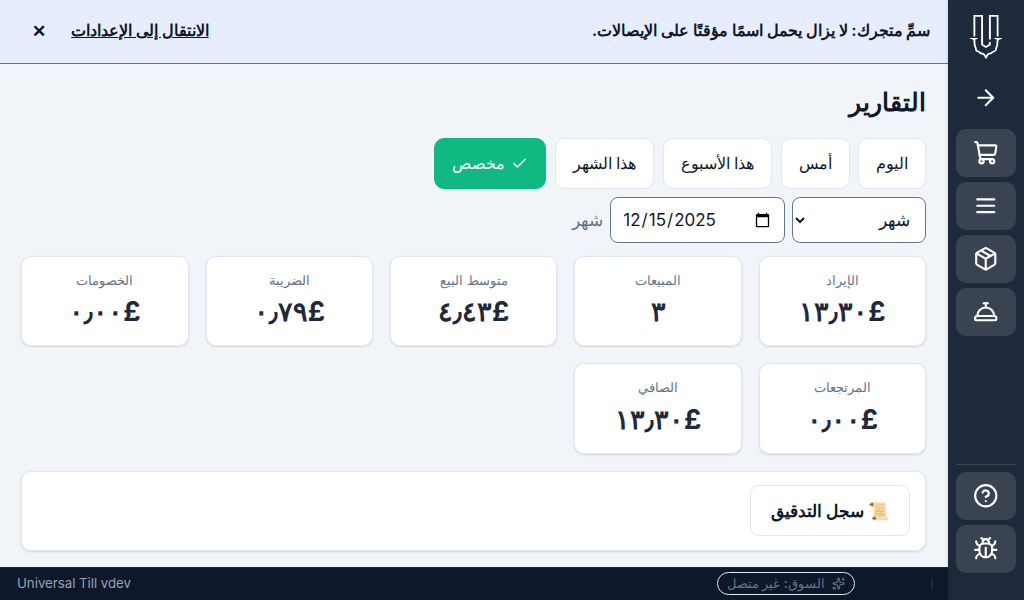 سمِّ متجرك: لا يزال يحمل اسمًا مؤقتًا على الإيصالات.
الانتقال إلى الإعدادات ✕
التقارير
اليوم
أمس
هذا الأسبوع
هذا الشهر
✓ مخصص
شهر
12/15/2025
شهر
الإيراد
£١٣٫٣٠
المبيعات
٣
متوسط البيع
£٤٫٤٣
الضريبة
£٠٫٧٩
الخصومات
£٠٫٠٠
المرتجعات
£٠٫٠٠
الصافي
£١٣٫٣٠
📜 سجل التدقيق
السوق: غير متصل
Universal Till vdev